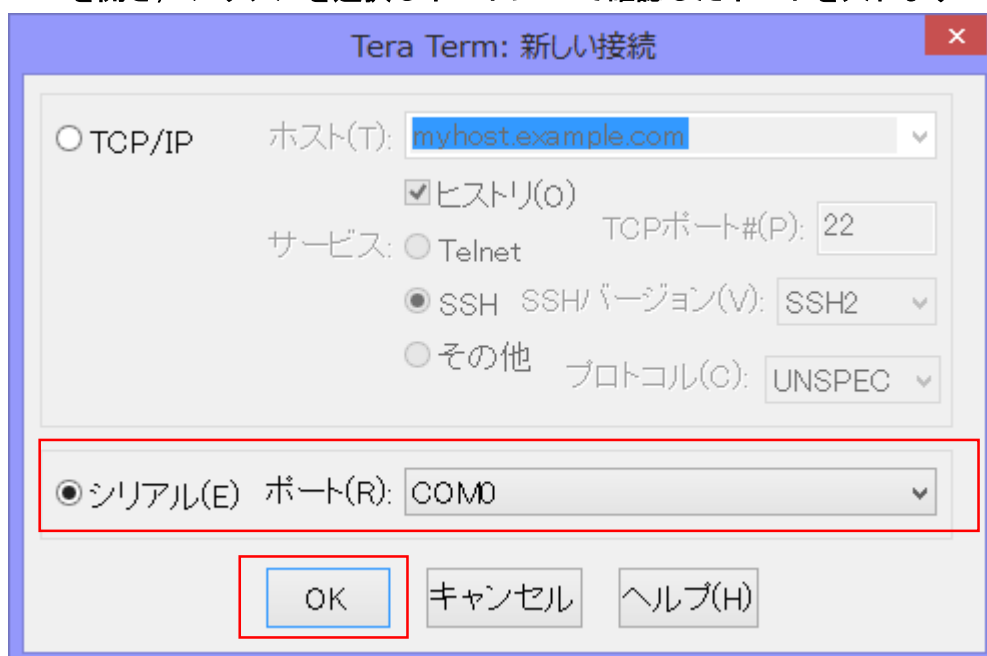 Tera Term: 新しい接続
TCP/IP ホスト(T): myhost.example.com
ヒストリ(O)
サービス: Telnet TCPポート#(P): 22
SSH SSHバージョン(V): SSH2
その他 プロトコル(C): UNSPEC
シリアル(E) ポート(R): COM0
OK キャンセル ヘルプ(H)